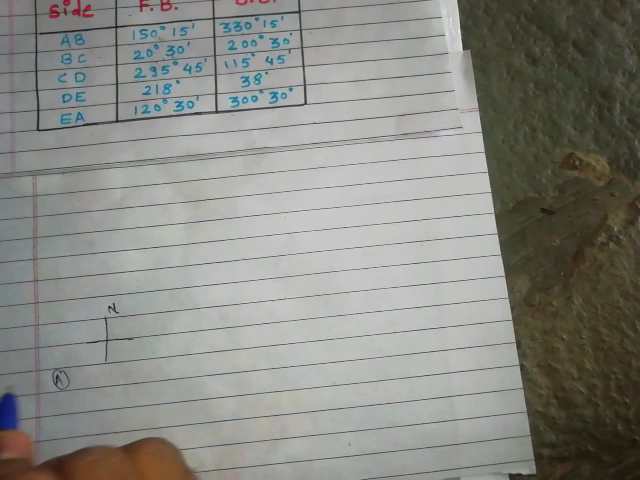 side F. B. B. B.
AB 150° 15' 330° 15'
BC 20° 30' 200° 30'
CD 295° 45' 115° 45'
DE 218° 38°
EA 120° 30' 300° 30'
N
A